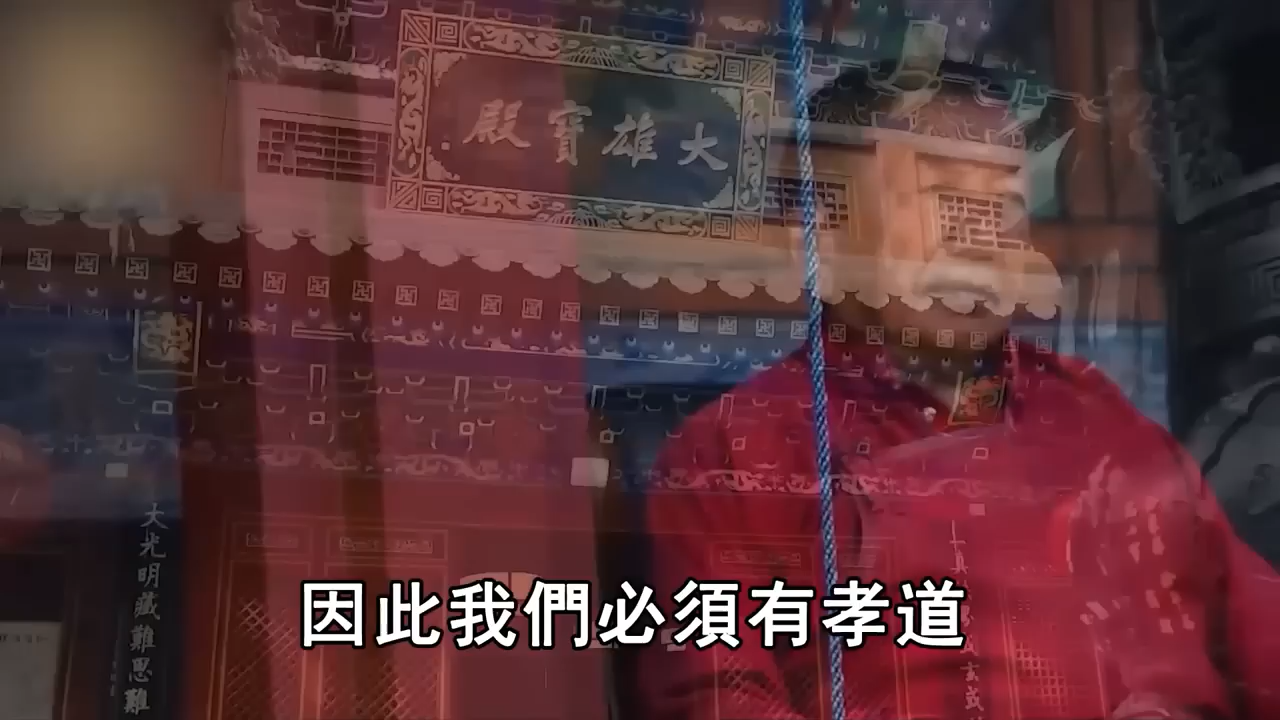 殿寶雄大
大光明藏難思難
因此我們必須有孝道